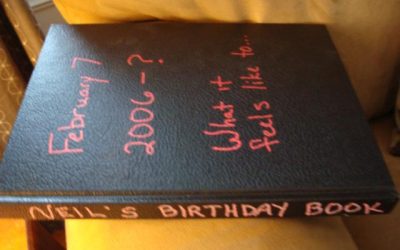 February 7
2006 - ?
What it
feels like to...
NEIL'S BIRTHDAY BOOK